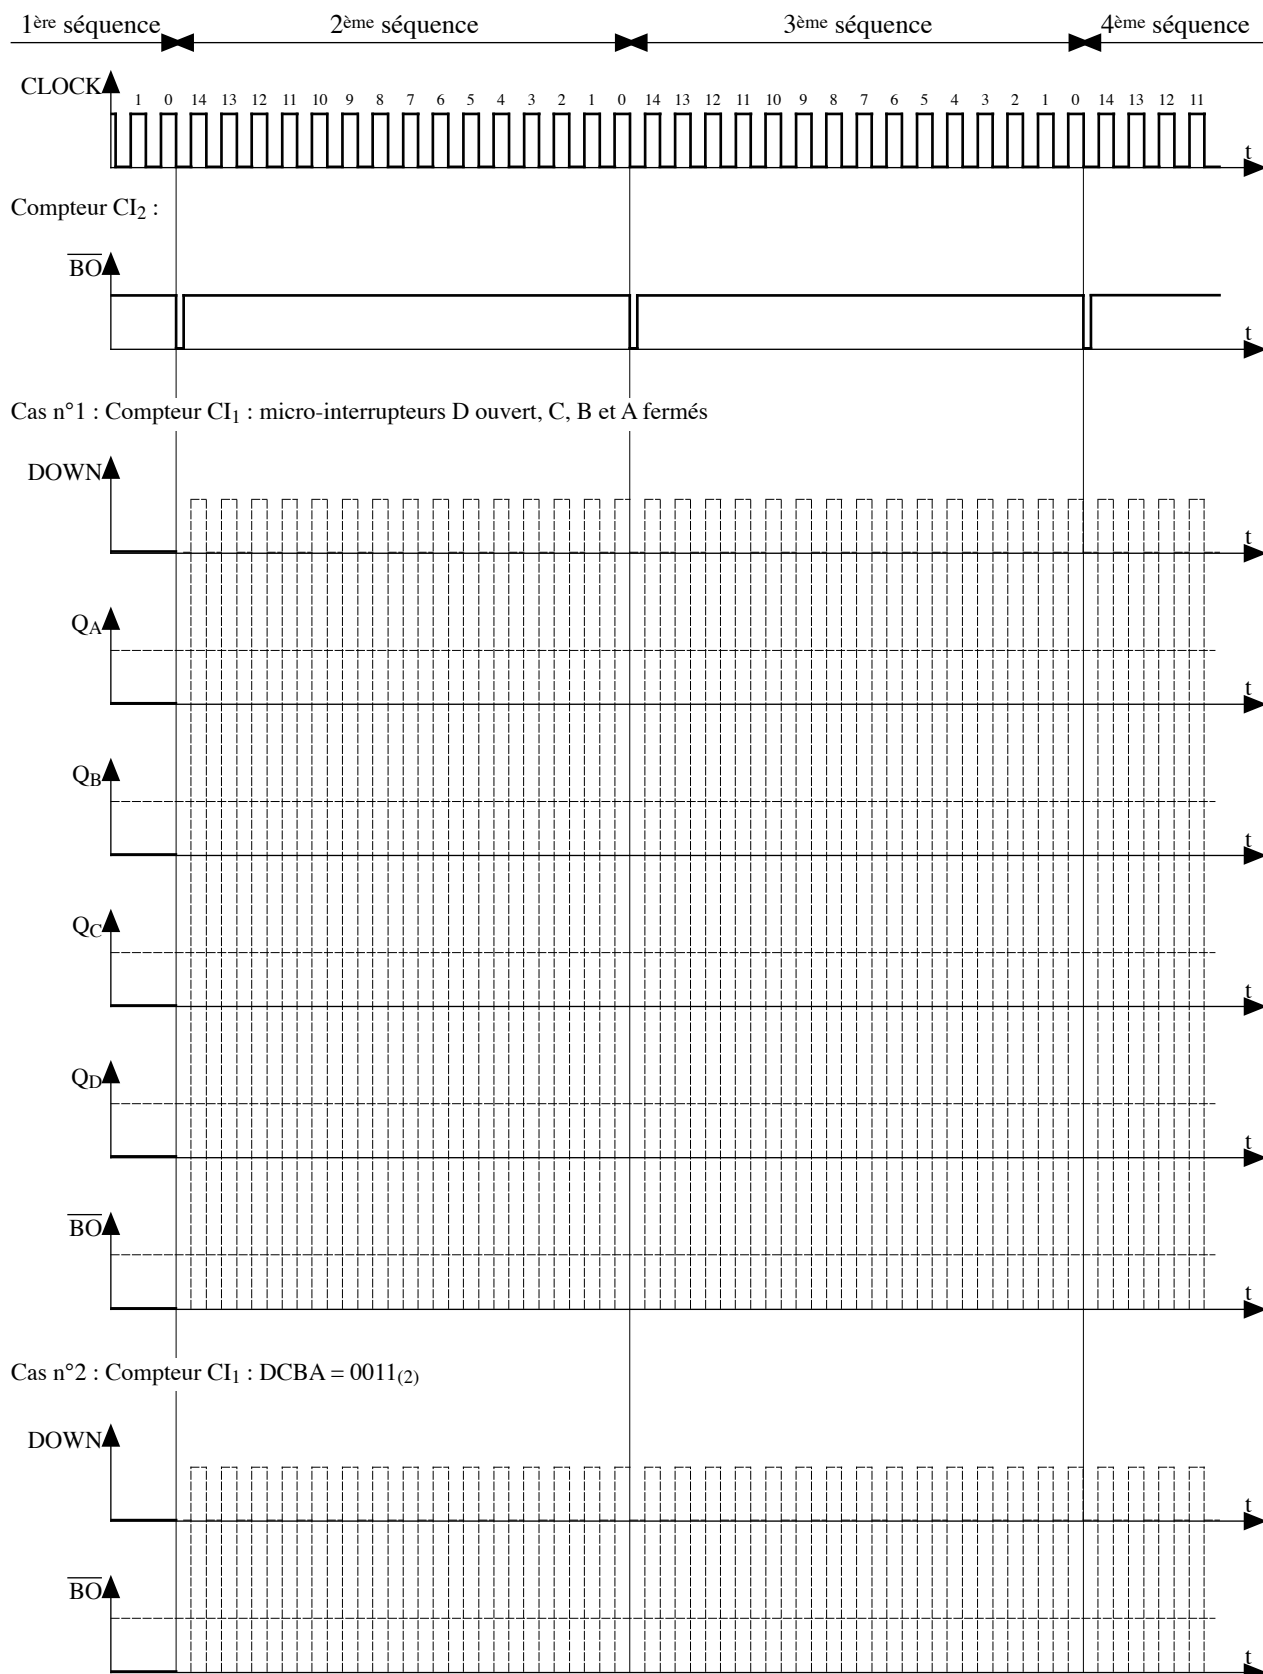 1ère séquence 2ème séquence 3ème séquence 4ème séquence
CLOCK
1 0 14 13 12 11 10 9 8 7 6 5 4 3 2 1 0 14 13 12 11 10 9 8 7 6 5 4 3 2 1 0 14 13 12 11
t
Compteur CI2 :
BO
t
Cas n°1 : Compteur CI1 : micro-interrupteurs D ouvert, C, B et A fermés
DOWN
t
QA
t
QB
t
QC
t
QD
t
BO
t
Cas n°2 : Compteur CI1 : DCBA = 0011(2)
DOWN
t
BO
t